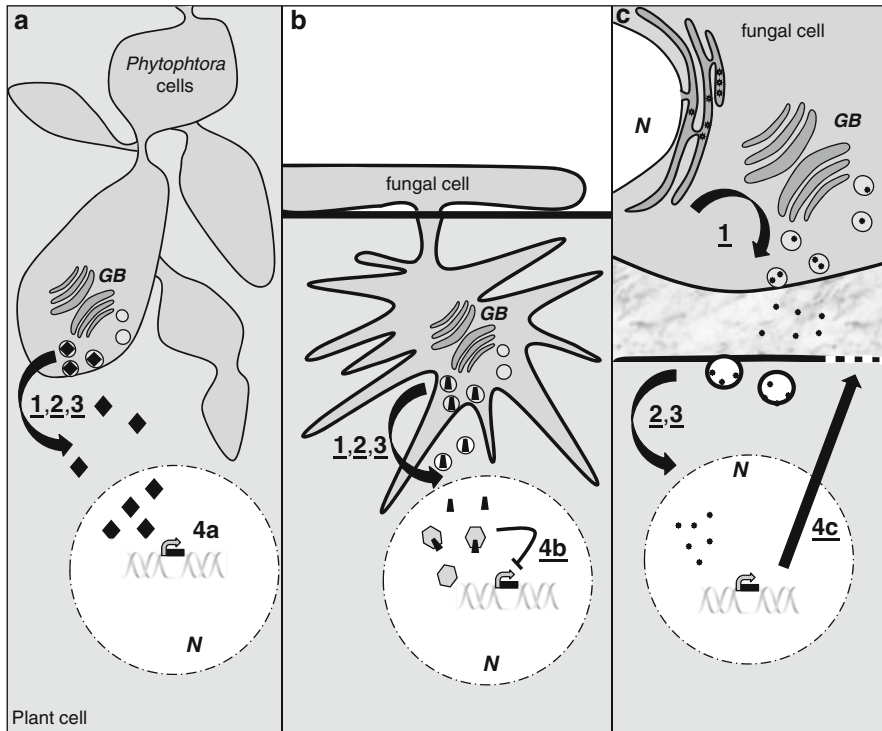 a
Phytophtora
cells
GB
1,2,3
4a
N
Plant cell
b
fungal cell
GB
1,2,3
4b
N
c
fungal cell
N
GB
1
2,3
N
4c